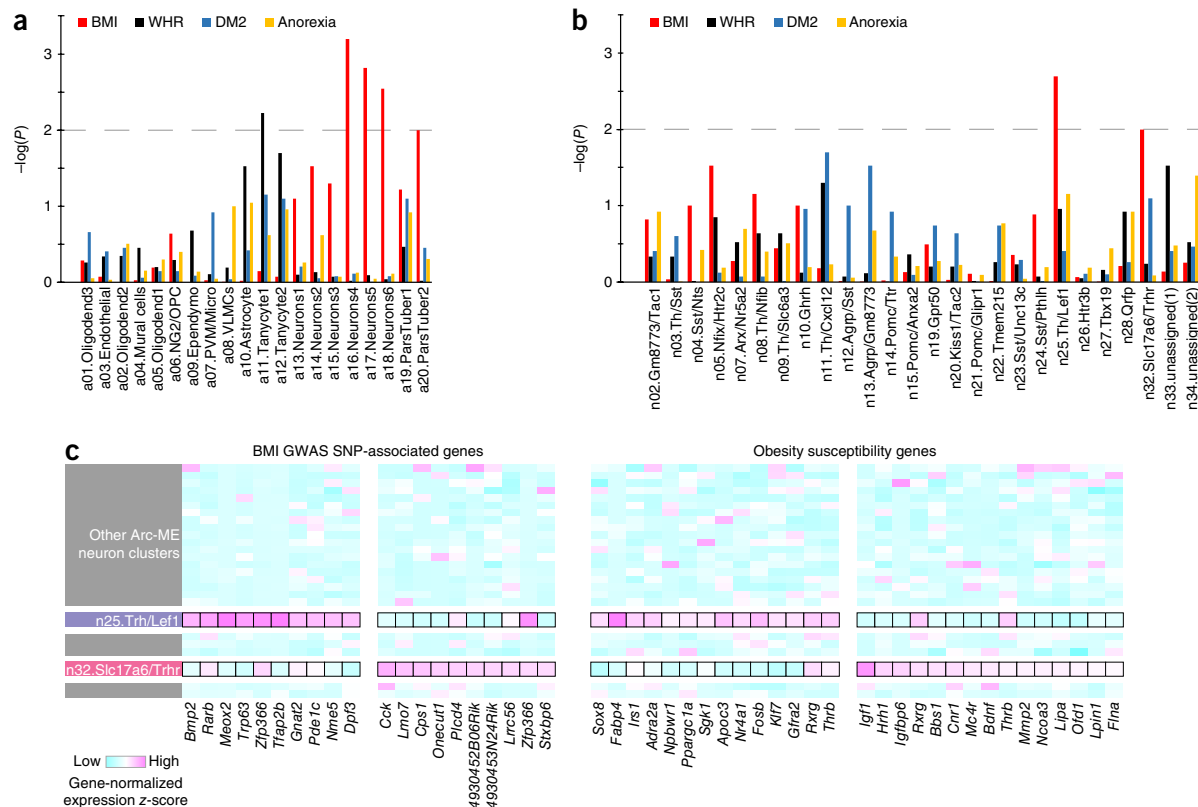 a
BMI WHR DM2 Anorexia
3
2
1
0
–log(P)
a01.Oligodend3
a03.Endothelial
a02.Oligodend2
a04.Mural cells
a05.Oligodend1
a06.NG2/OPC
a09.Ependymo
a07.PVM/Micro
a08.VLMCs
a10.Astrocyte
a11.Tanycyte1
a12.Tanycyte2
a13.Neurons1
a14.Neurons2
a15.Neurons3
a16.Neurons4
a17.Neurons5
a18.Neurons6
a19.ParsTuber1
a20.ParsTuber2
b
BMI WHR DM2 Anorexia
3
2
1
0
–log(P)
n02.Gm8773/Tac1
n03.Th/Sst
n04.Sst/Nts
n05.Nfix/Htr2c
n07.Arx/Nr5a2
n08.Th/Nfib
n09.Th/Slc6a3
n10.Ghrh
n11.Th/Cxcl12
n12.Agrp/Sst
n13.Agrp/Gm8773
n14.Pomc/Ttr
n15.Pomc/Anxa2
n19.Gpr50
n20.Kiss1/Tac2
n21.Pomc/Glipr1
n22.Tmem215
n23.Sst/Unc13c
n24.Sst/Pthlh
n25.Th/Lef1
n26.Htr3b
n27.Tbx19
n28.Qrfp
n32.Slc17a6/Trhr
n33.unassigned(1)
n34.unassigned(2)
c
BMI GWAS SNP-associated genes
Obesity susceptibility genes
Other Arc-ME
neuron clusters
n25.Trh/Lef1
n32.Slc17a6/Trhr
Bmp2
Rarb
Meox2
Trp63
Zfp366
Tfap2b
Gnat2
Pde1c
Nme5
Dpf3
Cck
Lmo7
Cps1
Onecut1
Plcd4
4930452B06Rik
4930453N24Rik
Lrrc56
Zfp366
Stxbp6
Sox8
Fabp4
Irs1
Adra2a
Npbwr1
Ppargc1a
Sgk1
Apoc3
Nr4a1
Fosb
Klf7
Gfra2
Rxrg
Thrb
Igf1
Hrh1
Igfbp6
Rxrg
Bbs1
Cnr1
Mc4r
Bdnf
Thrb
Mmp2
Ncoa3
Lipa
Ofd1
Lpin1
Flna
Low High
Gene-normalized
expression z-score